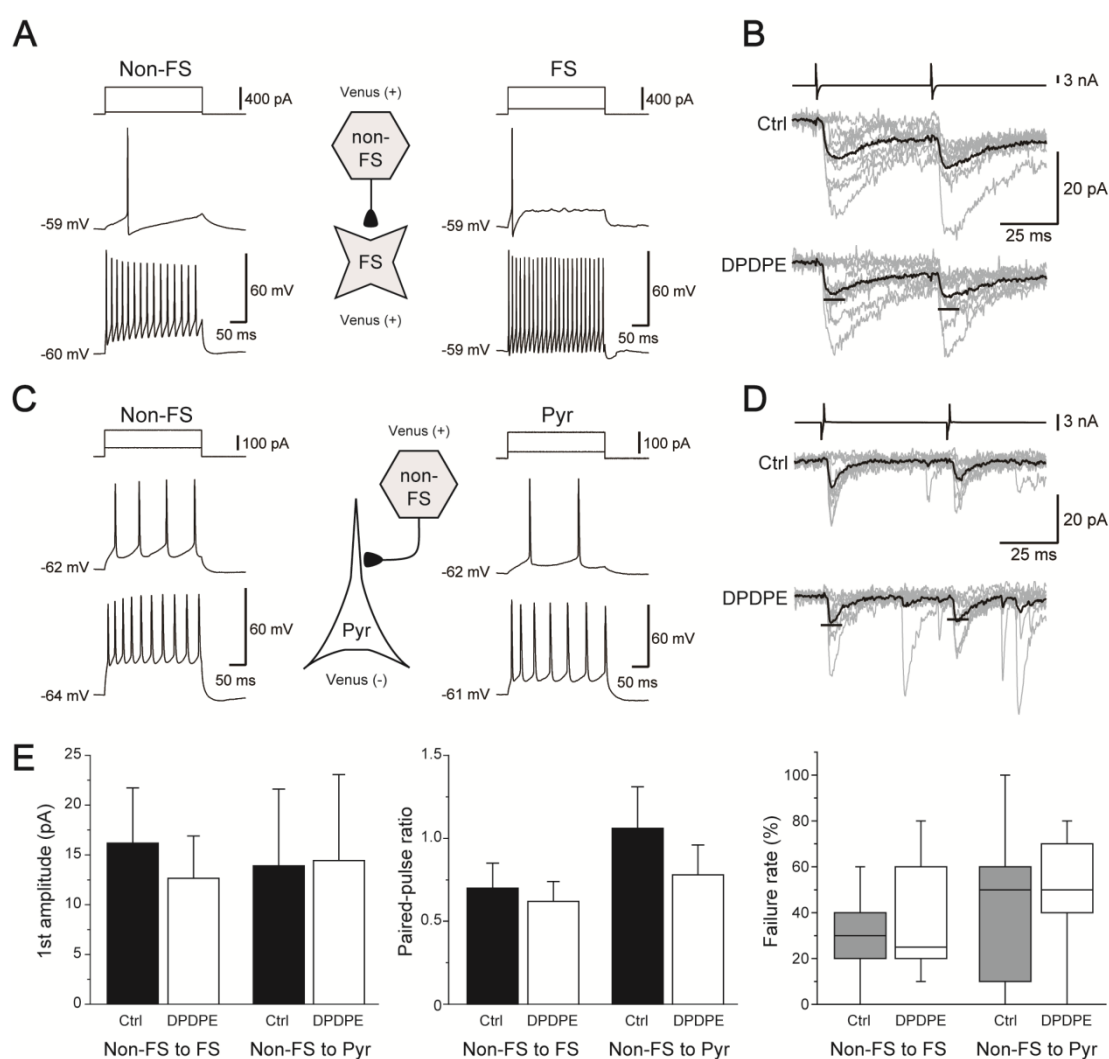 A
Non-FS
400 pA
-59 mV
-60 mV
60 mV
50 ms
Venus (+)
non-
FS
FS
Venus (+)
FS
400 pA
-59 mV
-59 mV
60 mV
50 ms
B
3 nA
Ctrl
20 pA
25 ms
DPDPE
C
Non-FS
100 pA
-62 mV
-64 mV
60 mV
50 ms
Venus (+)
non-
FS
Pyr
Venus (-)
Pyr
100 pA
-62 mV
-61 mV
60 mV
50 ms
D
3 nA
Ctrl
20 pA
25 ms
DPDPE
E
1st amplitude (pA)
25
20
15
10
5
0
Ctrl DPDPE Ctrl DPDPE
Non-FS to FS Non-FS to Pyr
Paired-pulse ratio
1.5
1.0
0.5
0
Ctrl DPDPE Ctrl DPDPE
Non-FS to FS Non-FS to Pyr
Failure rate (%)
100
80
60
40
20
0
Ctrl DPDPE Ctrl DPDPE
Non-FS to FS Non-FS to Pyr